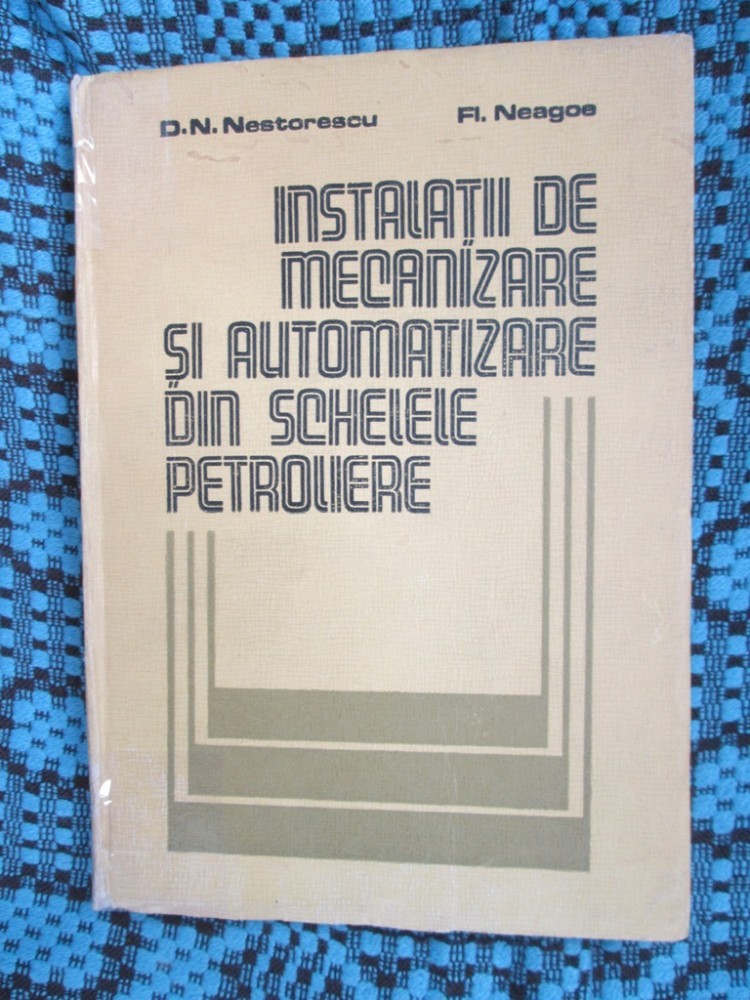 D.N. Nestorescu Fl. Neagoe
INSTALAȚII DE
MECANIZARE
ȘI AUTOMATIZARE
DIN SCHELELE
PETROLIERE